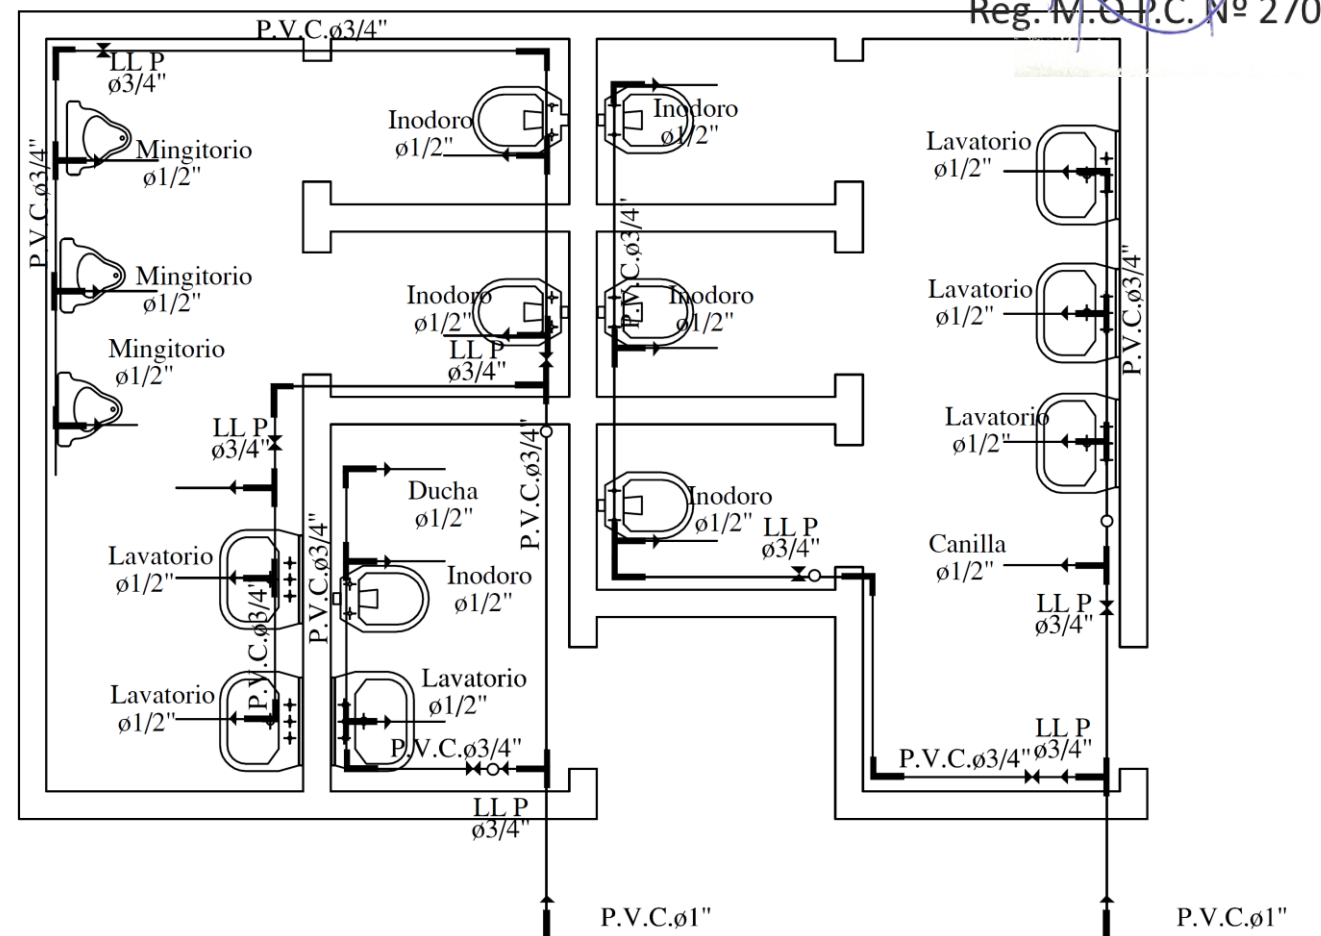 Reg. M.O.P.C. Nº 270
P.V.C.ø3/4"
LL P
ø3/4"
Inodoro
ø1/2"
Inodoro
ø1/2"
Lavatorio
ø1/2"
Mingitorio
ø1/2"
P.V.C.ø3/4"
P.V.C.ø3/4"
Mingitorio
ø1/2"
Inodoro
ø1/2"
Inodoro
ø1/2"
Lavatorio
ø1/2"
P.V.C.ø3/4"
Mingitorio
ø1/2"
LL P
ø3/4"
LL P
ø3/4"
P.V.C.ø3/4"
Lavatorio
ø1/2"
Ducha
ø1/2"
Inodoro
ø1/2"
LL P
ø3/4"
Canilla
ø1/2"
Lavatorio
ø1/2"
P.V.C.ø3/4"
P.V.C.ø3/4"
Inodoro
ø1/2"
LL P
ø3/4"
Lavatorio
ø1/2"
Lavatorio
ø1/2"
P.V.C.ø3/4"
LL P
ø3/4"
P.V.C.ø3/4"
LL P
ø3/4"
P.V.C.ø1"
P.V.C.ø1"